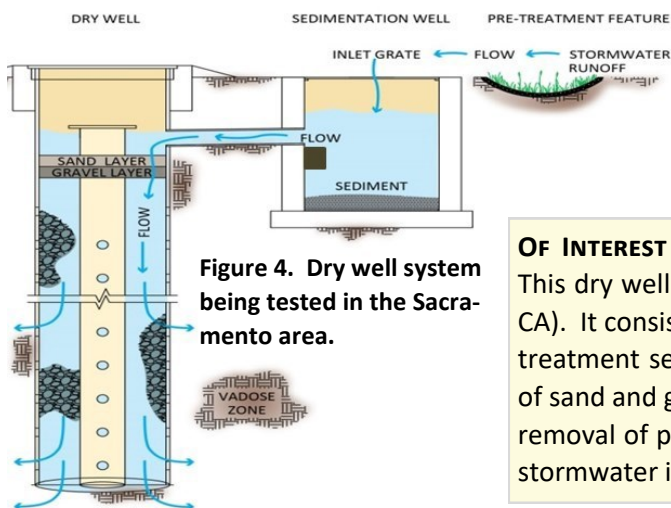 DRY WELL
SEDIMENTATION WELL
PRE-TREATMENT FEATURE
INLET GRATE
FLOW
STORMWATER
RUNOFF
FLOW
SAND LAYER
GRAVEL LAYER
SEDIMENT
FLOW
Figure 4. Dry well system
being tested in the Sacra-
mento area.
VADOSE
ZONE
OF INTEREST
This dry well
CA). It consis
treatment se
of sand and g
removal of p
stormwater i